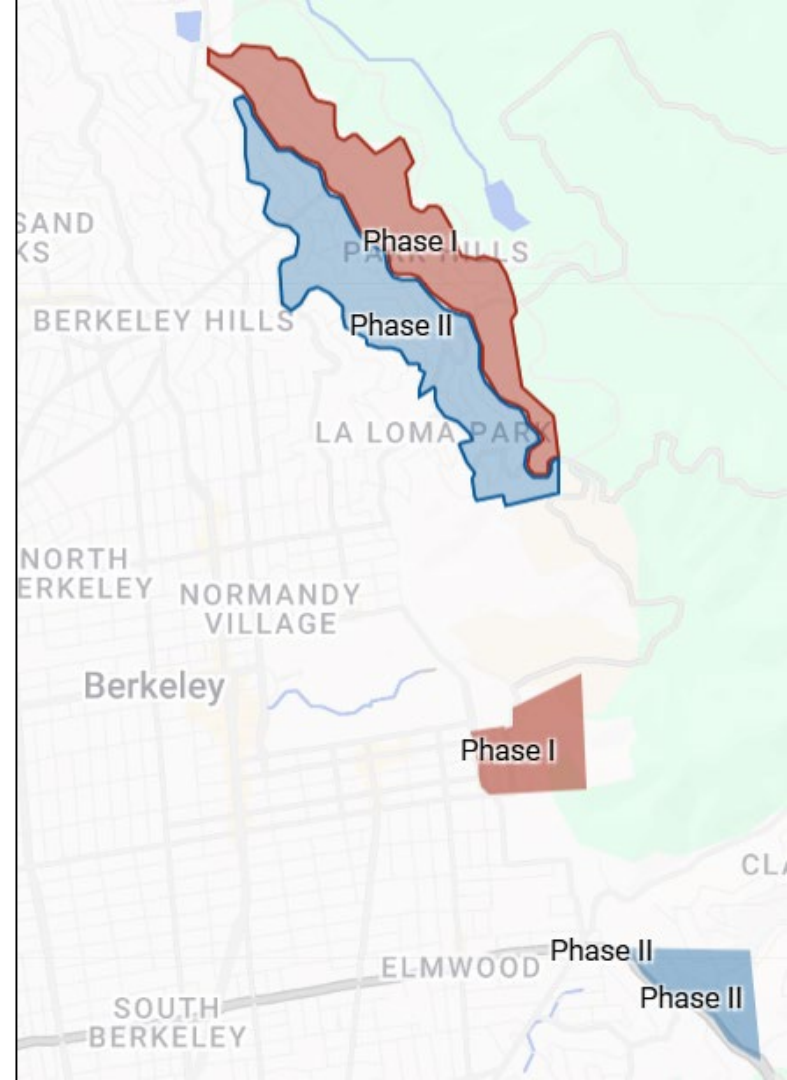 SAND
KS
Phase I
PARK HILLS
BERKELEY HILLS
Phase II
LA LOMA PARK
NORTH
ERKELEY
NORMANDY
VILLAGE
Berkeley
Phase I
CLA
Phase II
ELMWOOD
Phase II
SOUTH
BERKELEY